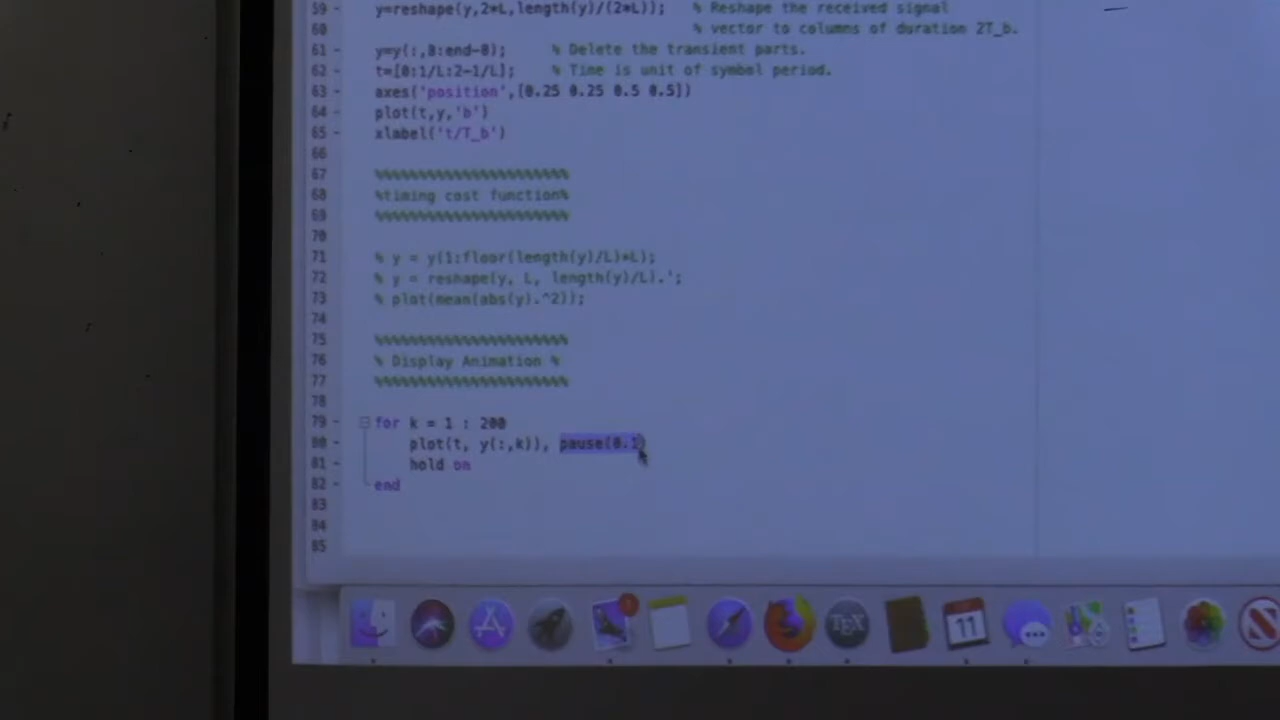 59 - y=reshape(y,2*L,length(y)/(2*L)); % Reshape the received signal
60 % vector to columns of duration 2T_b.
61 - y=y(:,8:end-8); % Delete the transient parts.
62 - t=[0:1/L:2-1/L]; % Time is unit of symbol period.
63 - axes('position',[0.25 0.25 0.5 0.5])
64 - plot(t,y,'b')
65 - xlabel('t/T_b')
66
67 %%%%%%%%%%%%%%%%%%%%%%
68 %timing cost function%
69 %%%%%%%%%%%%%%%%%%%%%%
70
71 % y = y(1:floor(length(y)/L)*L);
72 % y = reshape(y, L, length(y)/L).';
73 % plot(mean(abs(y).^2));
74
75 %%%%%%%%%%%%%%%%%%%%%%
76 % Display Animation %
77 %%%%%%%%%%%%%%%%%%%%%%
78
79 - for k = 1 : 200
80 - plot(t, y(:,k)), pause(0.1)
81 - hold on
82 - end
83
84
85
TEX
11